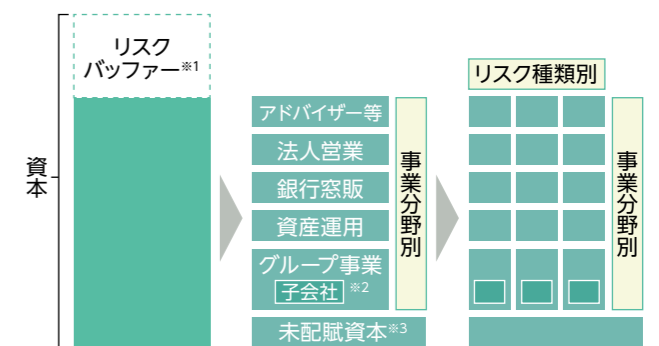 リスク
バッファー※1
資本
アドバイザー等
法人営業
銀行窓販
資産運用
グループ事業
子会社 ※2
未配賦資本※3
事業分野別
リスク種類別
事業分野別